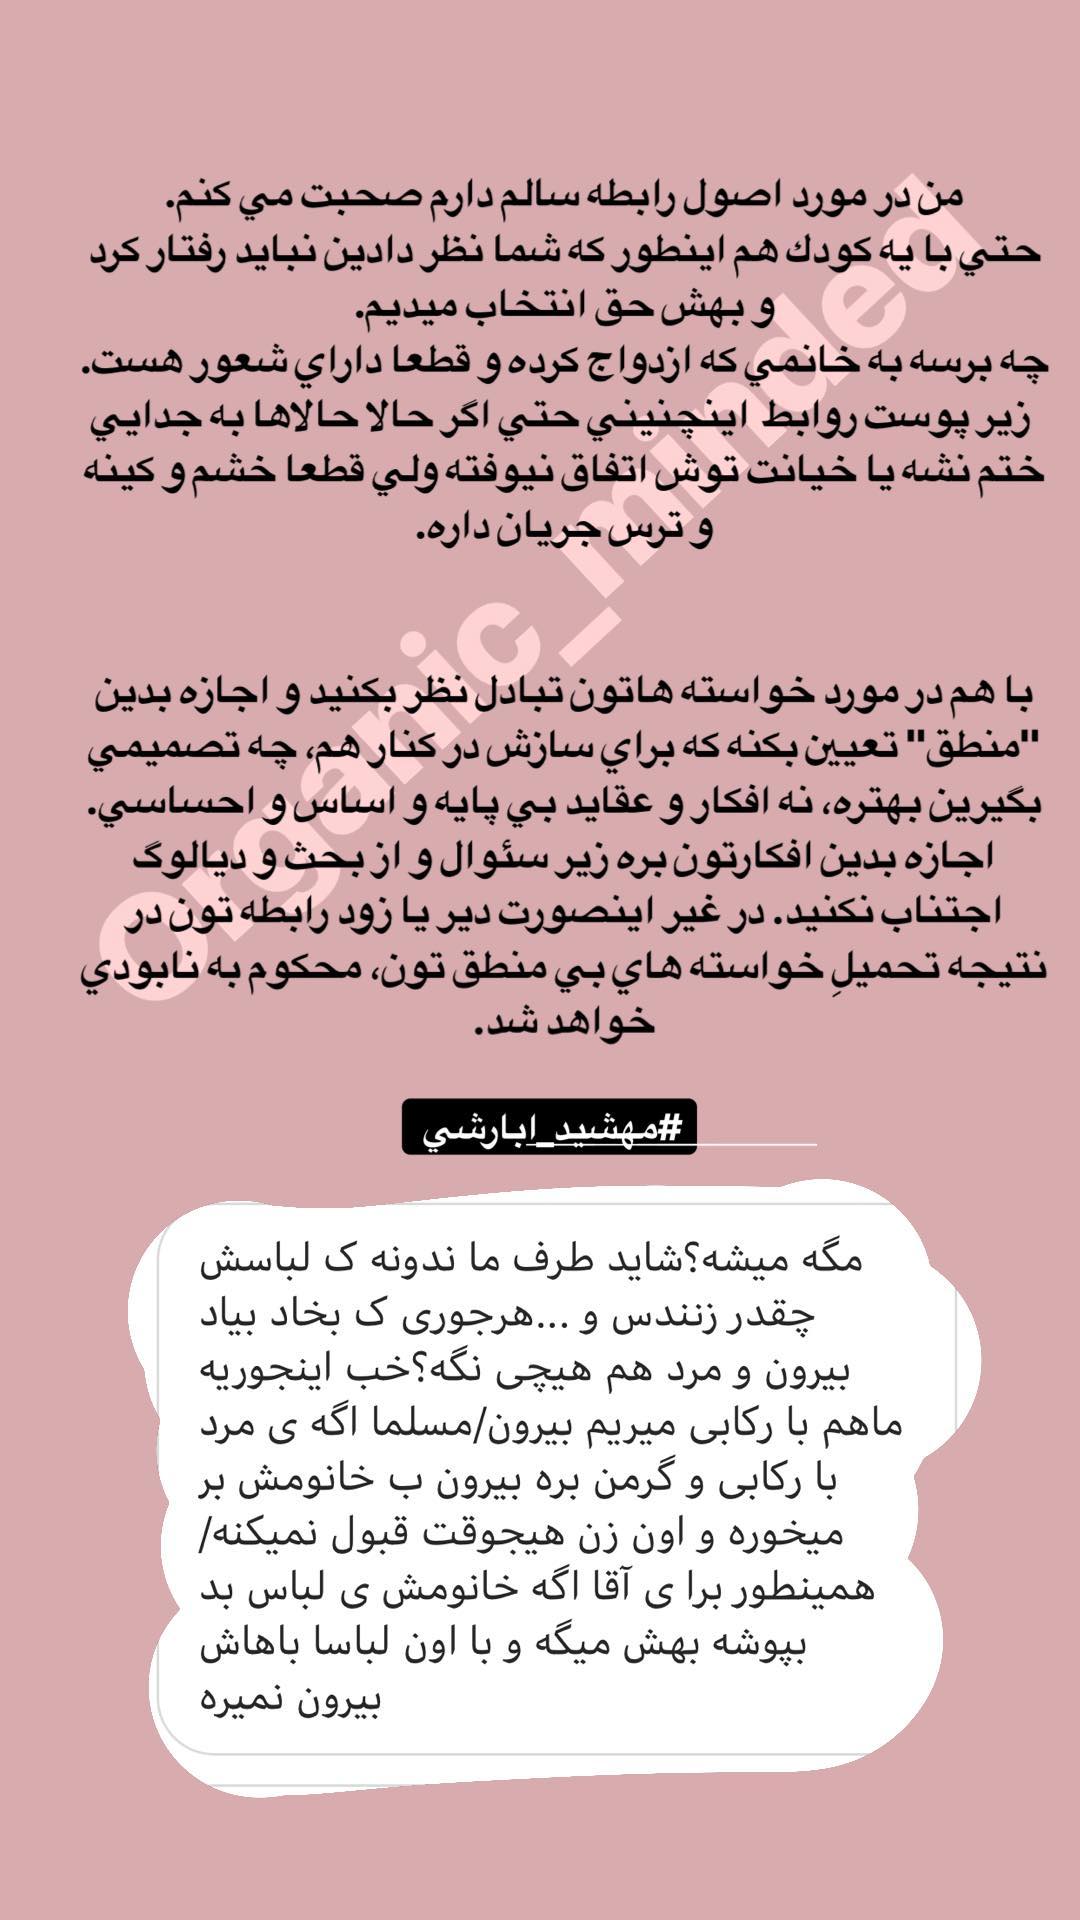 من در مورد اصول رابطه سالم دارم صحبت مي كنم.
حتي با يه كودك هم اينطور كه شما نظر دادين نبايد رفتار كرد
و بهش حق انتخاب ميديم.
چه برسه به خانمي كه ازدواج كرده و قطعا داراي شعور هست.
زير پوست روابط اينچنيني حتي اگر حالا حالاها به جدايي
ختم نشه يا خيانت توش اتفاق نيوفته ولي قطعا خشم و كينه
و ترس جريان داره.
با هم در مورد خواسته هاتون تبادل نظر بكنيد و اجازه بدين
"منطق" تعيين بكنه كه براي سازش در كنار هم، چه تصميمي
بگيرين بهتره، نه افكار و عقايد بي پايه و اساس و احساسي.
اجازه بدين افكارتون بره زير سئوال و از بحث و ديالوگ
اجتناب نكنيد. در غير اينصورت دير يا زود رابطه تون در
نتيجه تحميلِ خواسته هاي بي منطق تون، محكوم به نابودي
خواهد شد.
Organic_minded
#مهشيد_ابارشي
مگه میشه؟شاید طرف ما ندونه ک لباسش
چقدر زنندس و ...هرجوری ک بخاد بیاد
بیرون و مرد هم هیچی نگه؟خب اینجوریه
ماهم با رکابی میریم بیرون/مسلما اگه ی مرد
با رکابی و گرمن بره بیرون ب خانومش بر
میخوره و اون زن هیجوقت قبول نمیکنه/
همینطور برا ی آقا اگه خانومش ی لباس بد
بپوشه بهش میگه و با اون لباسا باهاش
بیرون نمیره